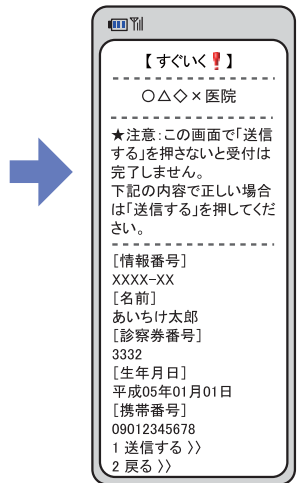 【 すぐいく❗】
○△◇×医院
★注意:この画面で「送信
する」を押さないと受付は
完了しません。
下記の内容で正しい場合
は「送信する」を押してくだ
さい。
[情報番号]
XXXX-XX
[名前]
あいちけ太郎
[診察券番号]
3332
[生年月日]
平成05年01月01日
[携帯番号]
09012345678
1 送信する 〉〉
2 戻る 〉〉